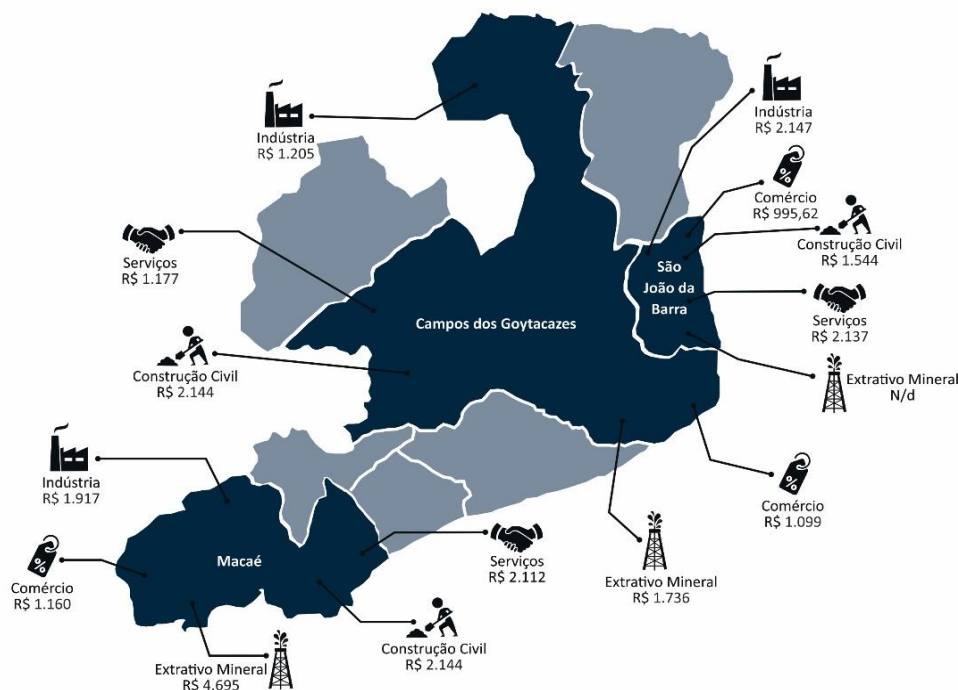 Indústria
R$ 1.205
Indústria
R$ 2.147
%
Comércio
R$ 995,62
Construção Civil
R$ 1.544
Serviços
R$ 1.177
São
João da
Barra
Serviços
R$ 2.137
Campos dos Goytacazes
Construção Civil
R$ 2.144
Extrativo Mineral
N/d
Indústria
R$ 1.917
%
Comércio
R$ 1.099
%
Comércio
R$ 1.160
Macaé
Serviços
R$ 2.112
Extrativo Mineral
R$ 1.736
Construção Civil
R$ 2.144
Extrativo Mineral
R$ 4.695